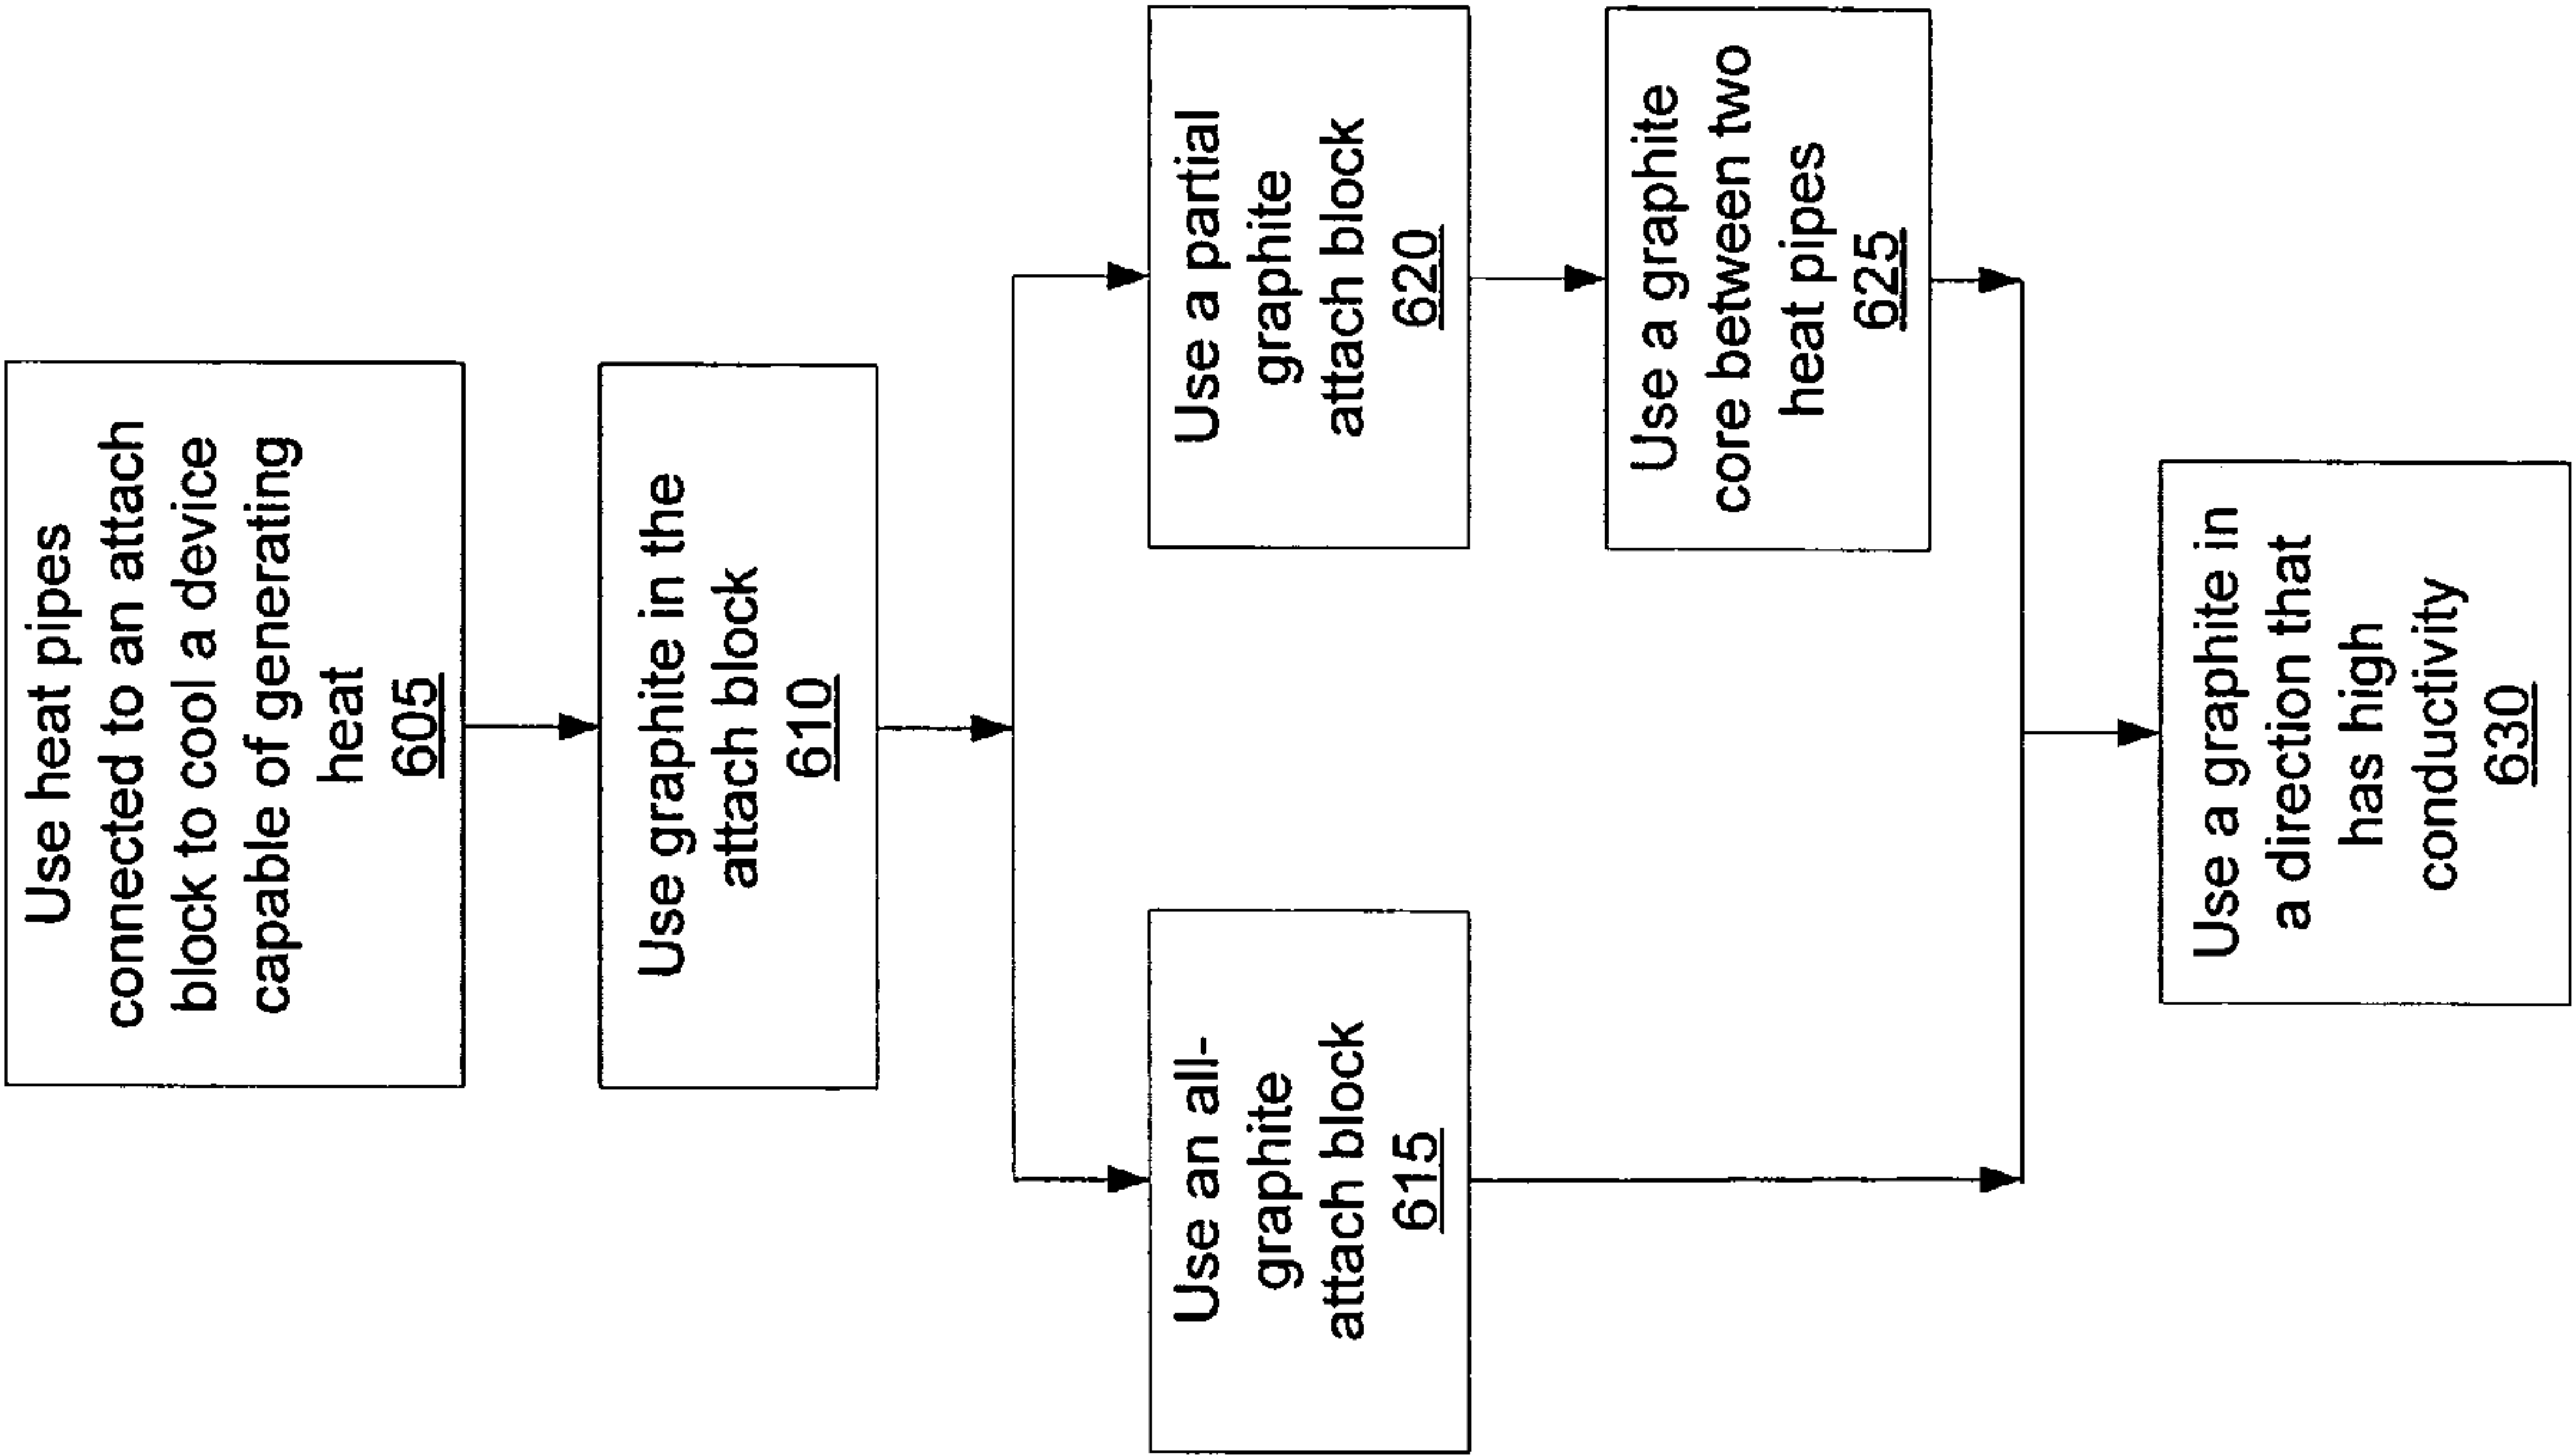 Use heat pipes
connected to an attach
block to cool a device
capable of generating
heat
605
Use graphite in the
attach block
610
Use an all-
graphite
attach block
615
Use a partial
graphite
attach block
620
Use a graphite
core between two
heat pipes
625
Use a graphite in
a direction that
has high
conductivity
630